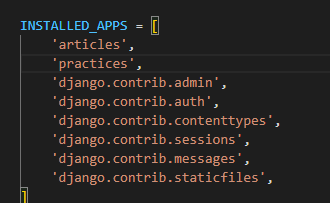 INSTALLED_APPS = [
    'articles',
    'practices',
    'django.contrib.admin',
    'django.contrib.auth',
    'django.contrib.contenttypes',
    'django.contrib.sessions',
    'django.contrib.messages',
    'django.contrib.staticfiles',
]